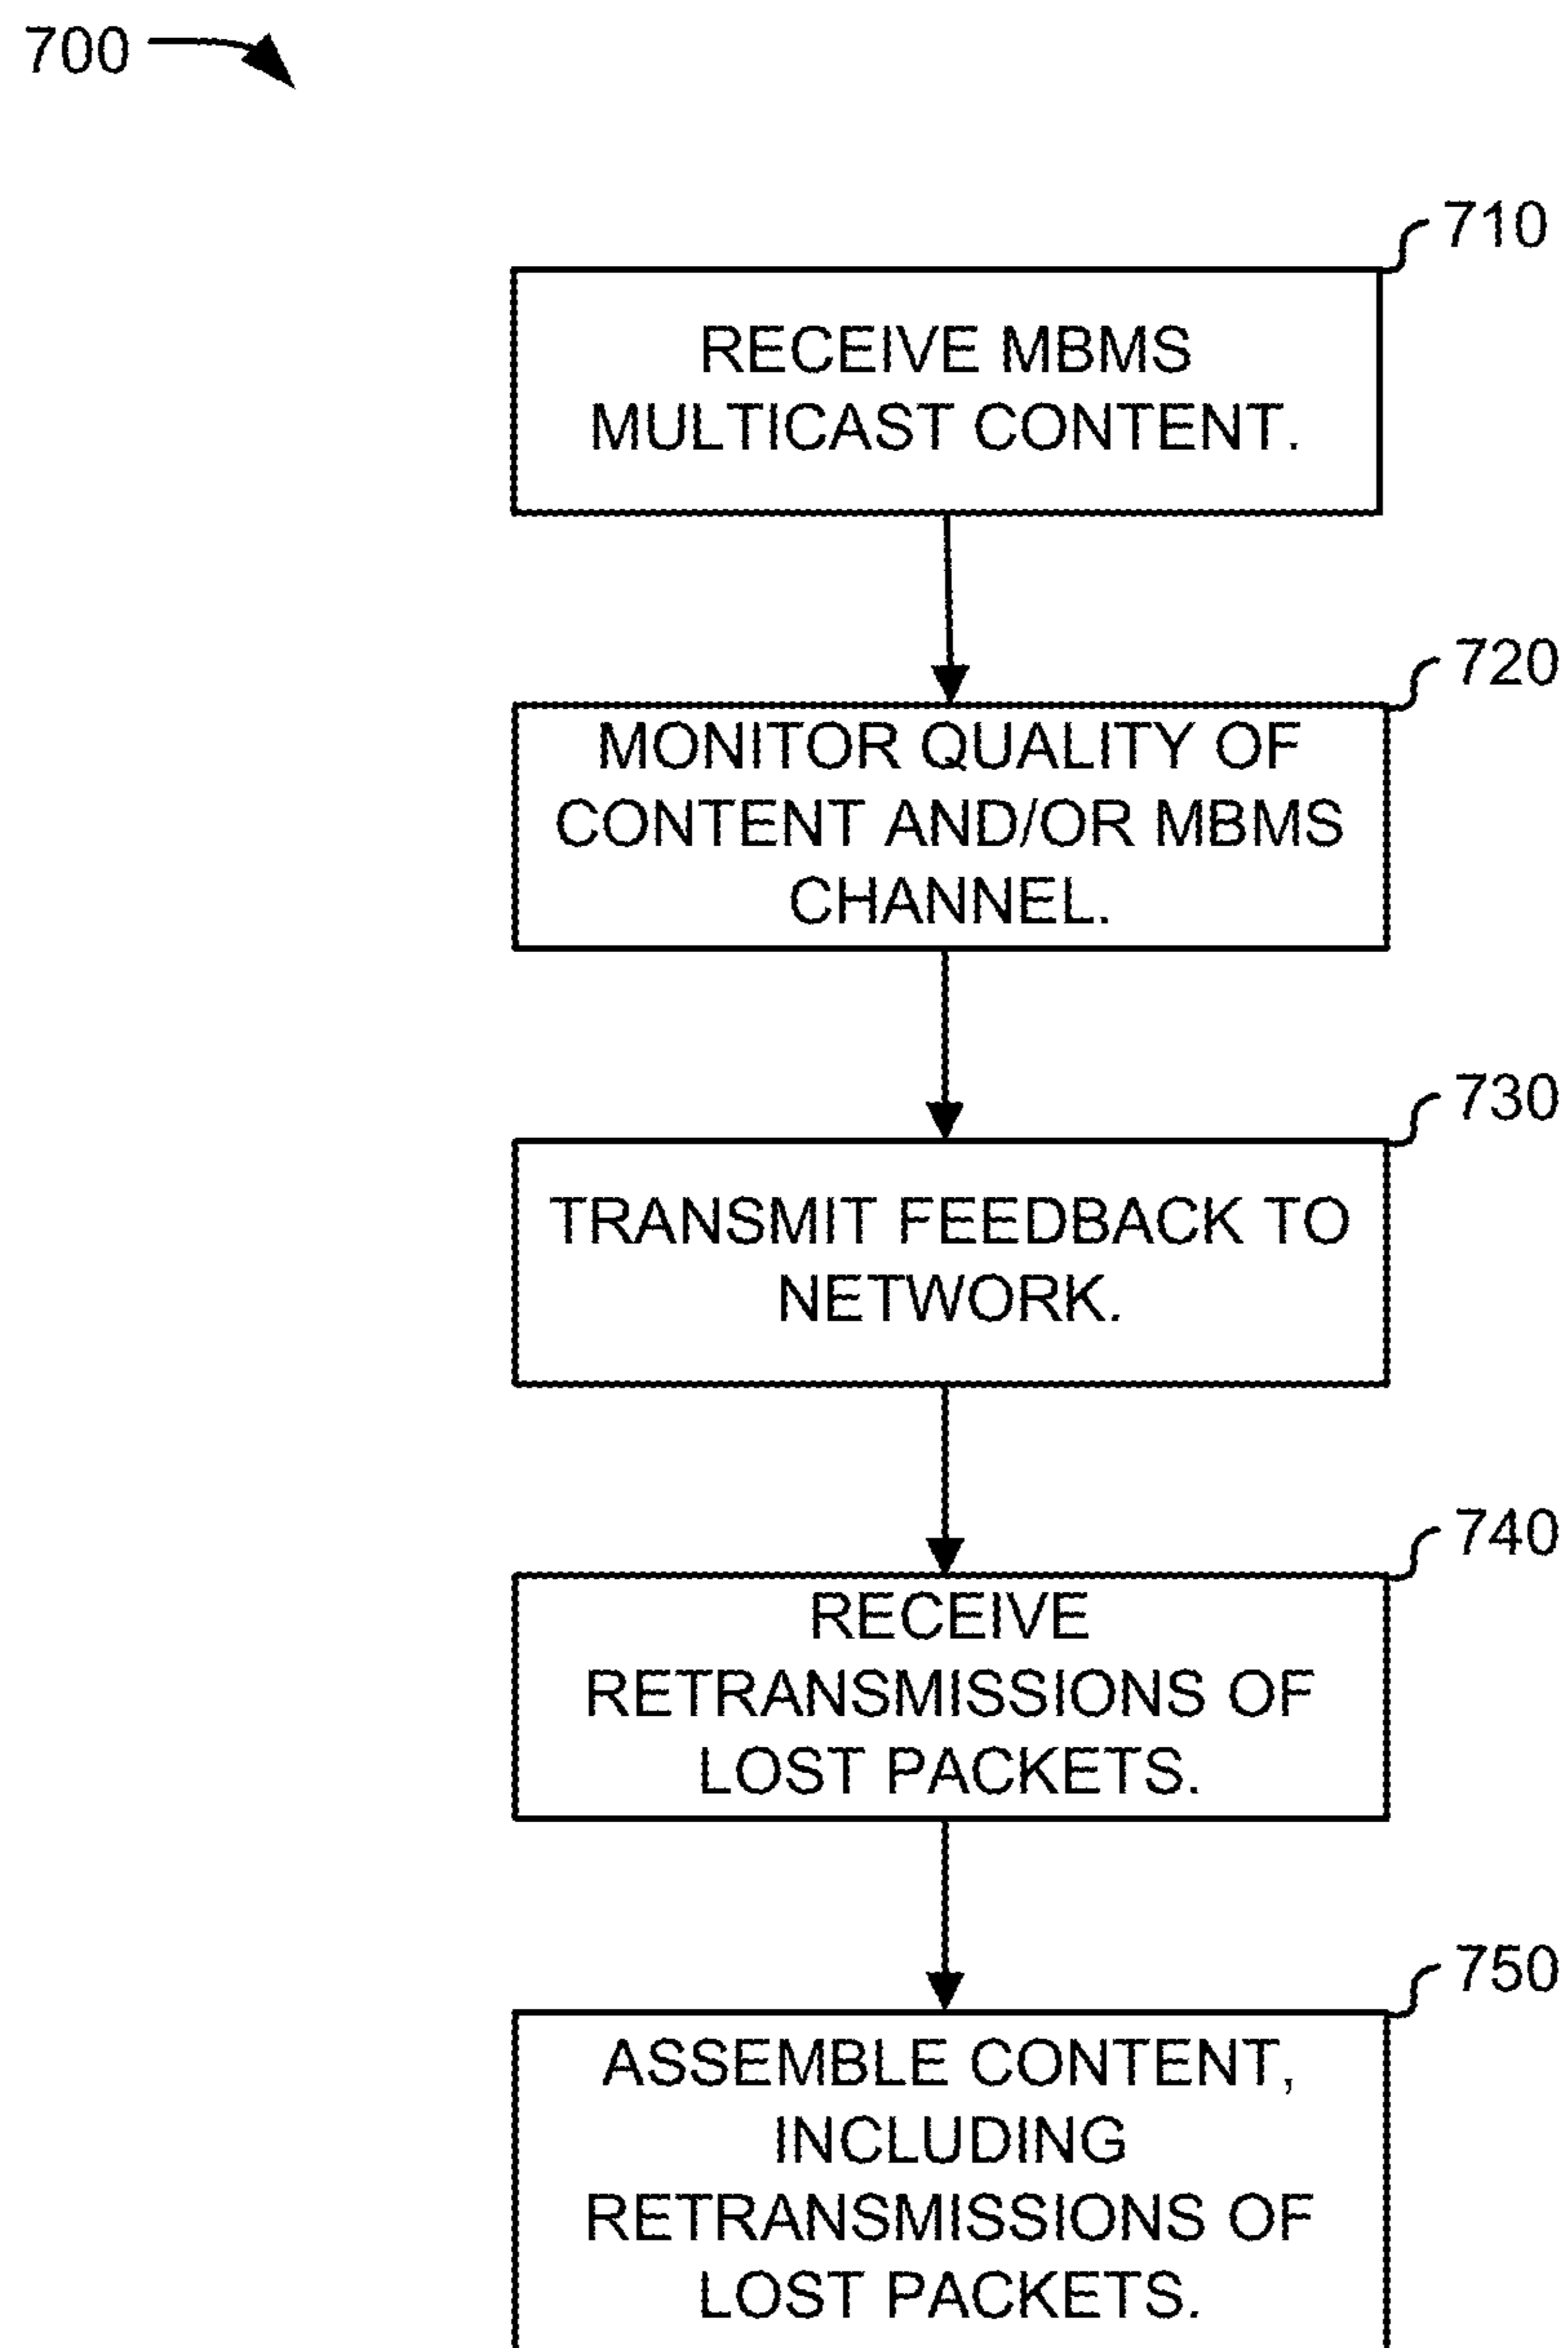 700
710
RECEIVE MBMS
MULTICAST CONTENT.
720
MONITOR QUALITY OF
CONTENT AND/OR MBMS
CHANNEL.
730
TRANSMIT FEEDBACK TO
NETWORK.
740
RECEIVE
RETRANSMISSIONS OF
LOST PACKETS.
750
ASSEMBLE CONTENT,
INCLUDING
RETRANSMISSIONS OF
LOST PACKETS.